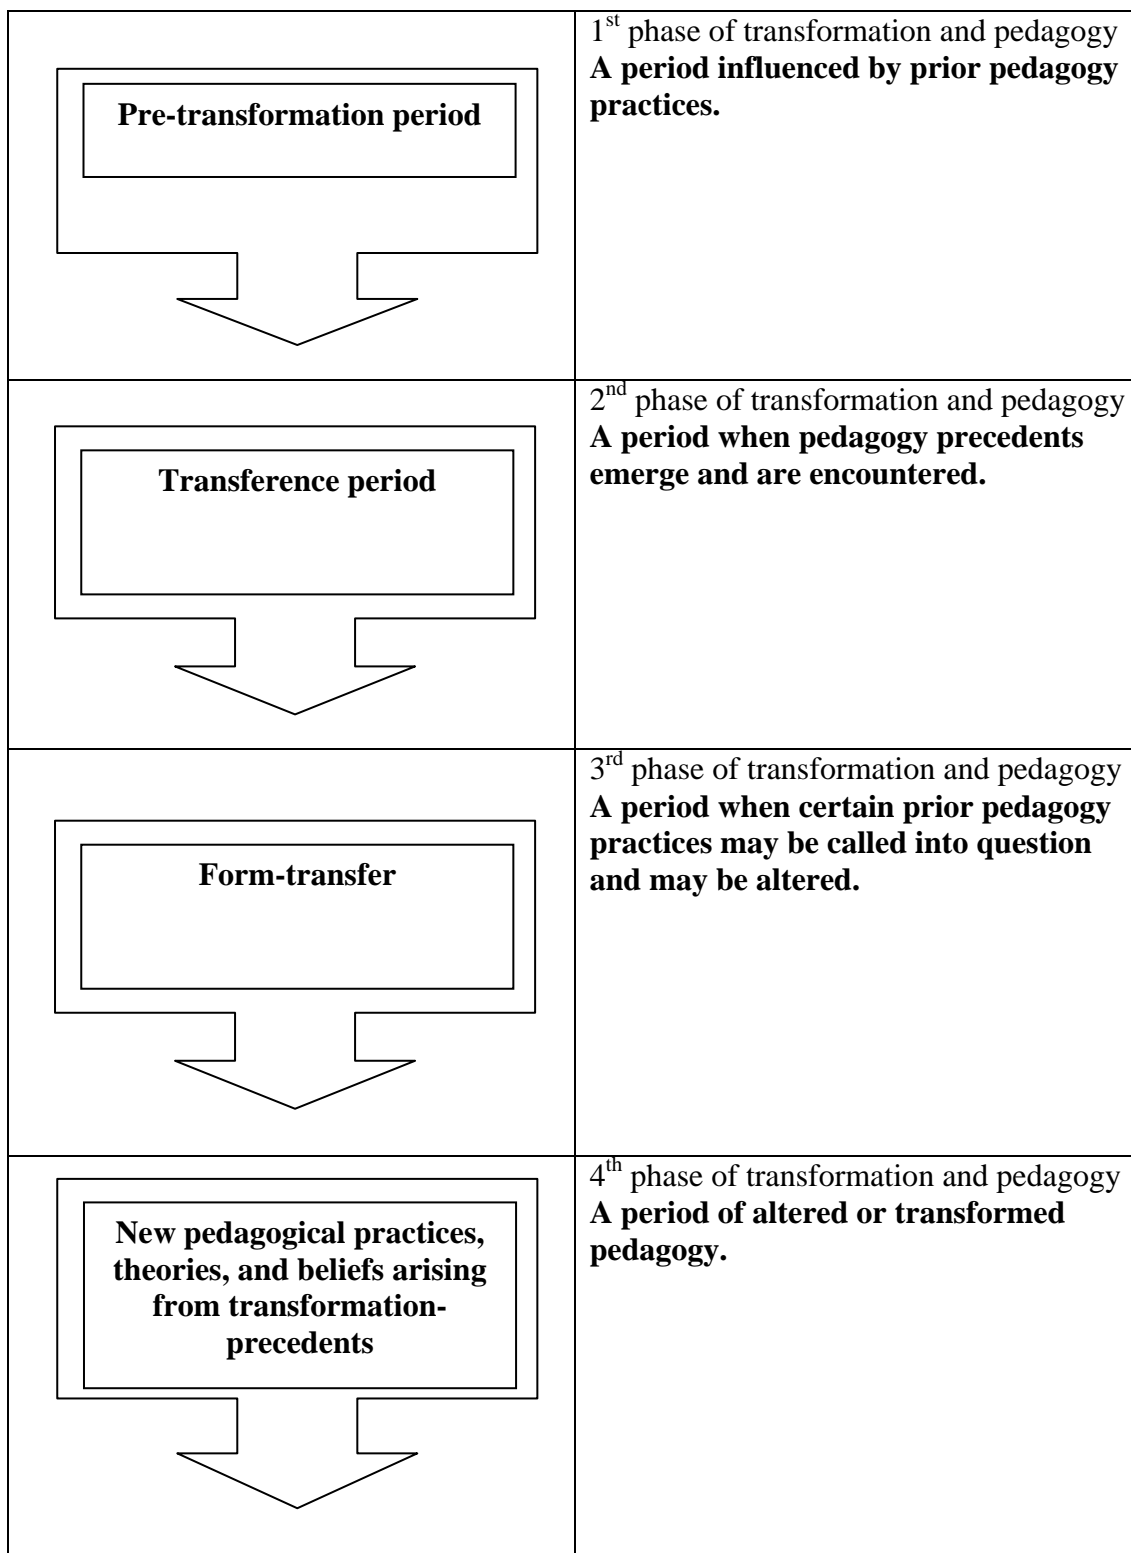 Pre-transformation period
1st phase of transformation and pedagogy
A period influenced by prior pedagogy
practices.
Transference period
2nd phase of transformation and pedagogy
A period when pedagogy precedents
emerge and are encountered.
Form-transfer
3rd phase of transformation and pedagogy
A period when certain prior pedagogy
practices may be called into question
and may be altered.
New pedagogical practices,
theories, and beliefs arising
from transformation-
precedents
4th phase of transformation and pedagogy
A period of altered or transformed
pedagogy.